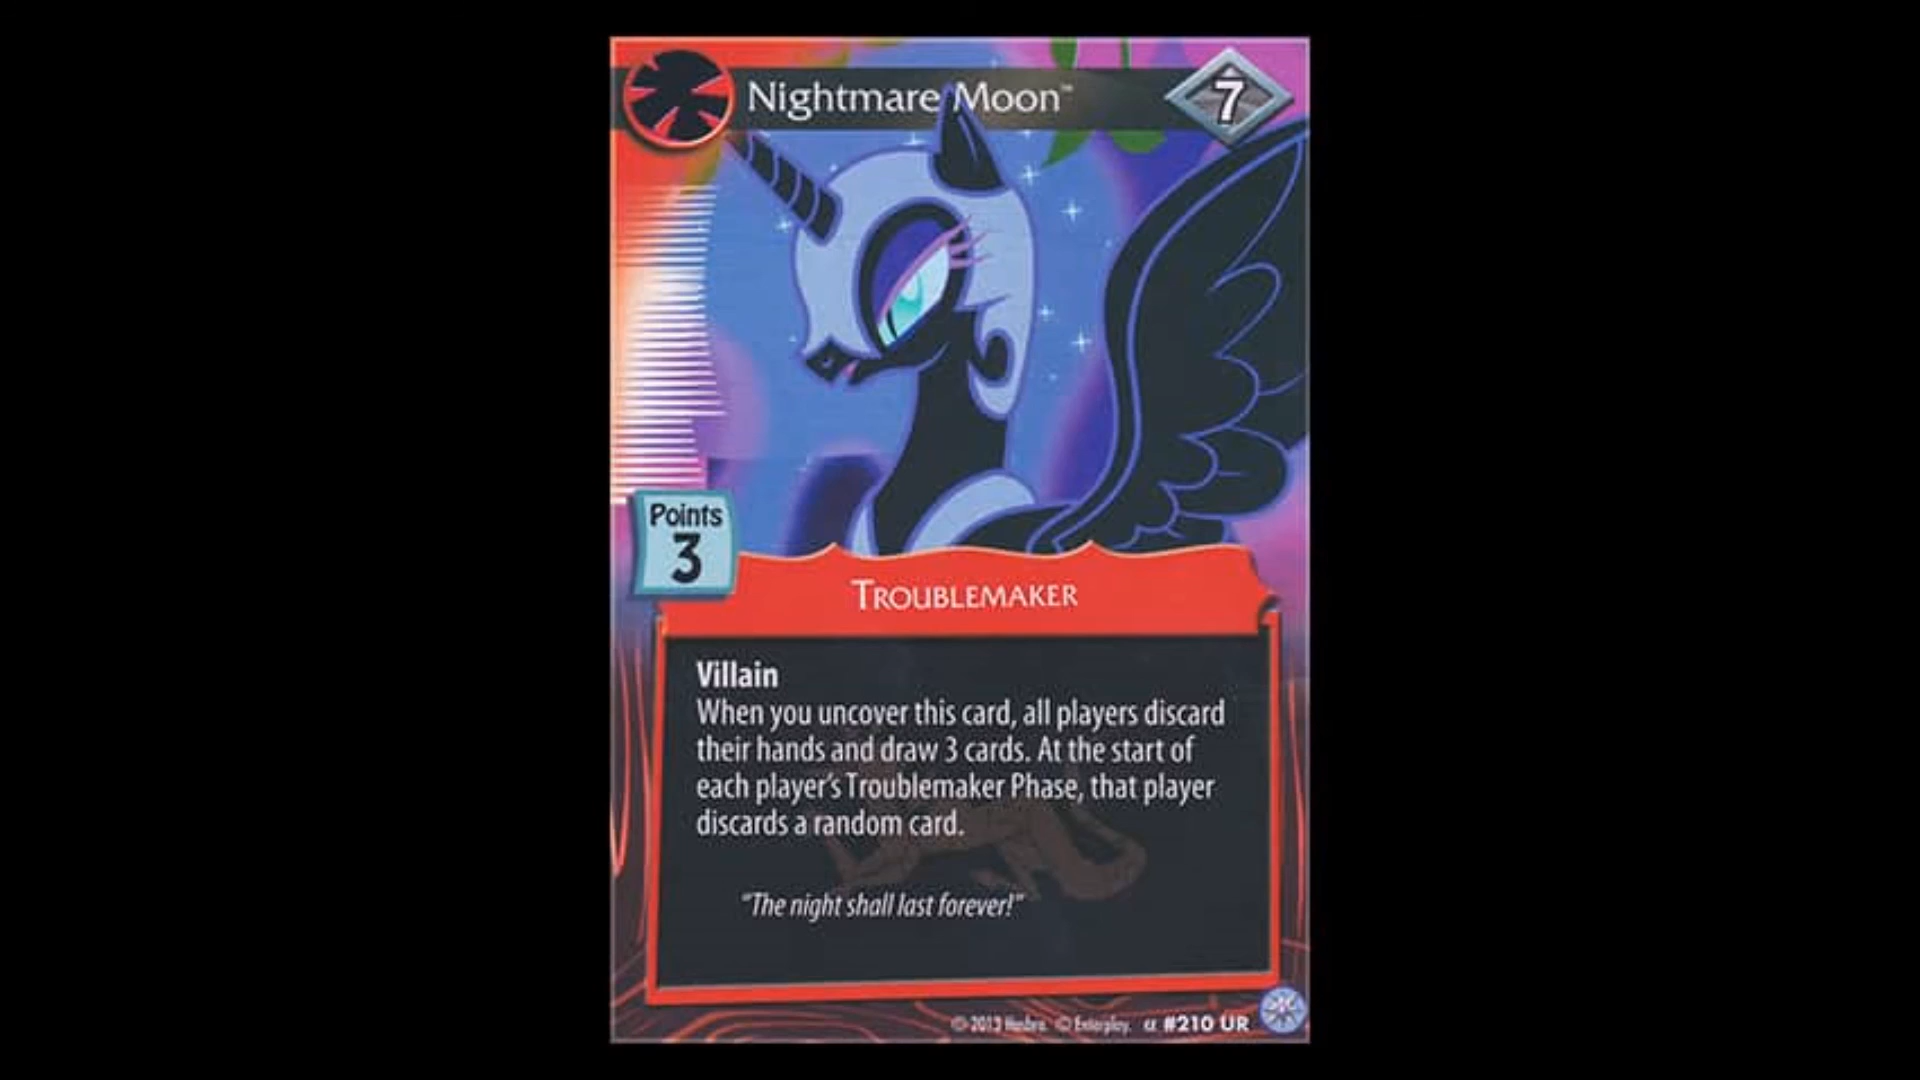 Nightmare Moon™
7
Points
3
Troublemaker
Villain
When you uncover this card, all players discard
their hands and draw 3 cards. At the start of
each player's Troublemaker Phase, that player
discards a random card.
"The night shall last forever!"
© 2013 Hasbro. © Enterplay. α #210 UR